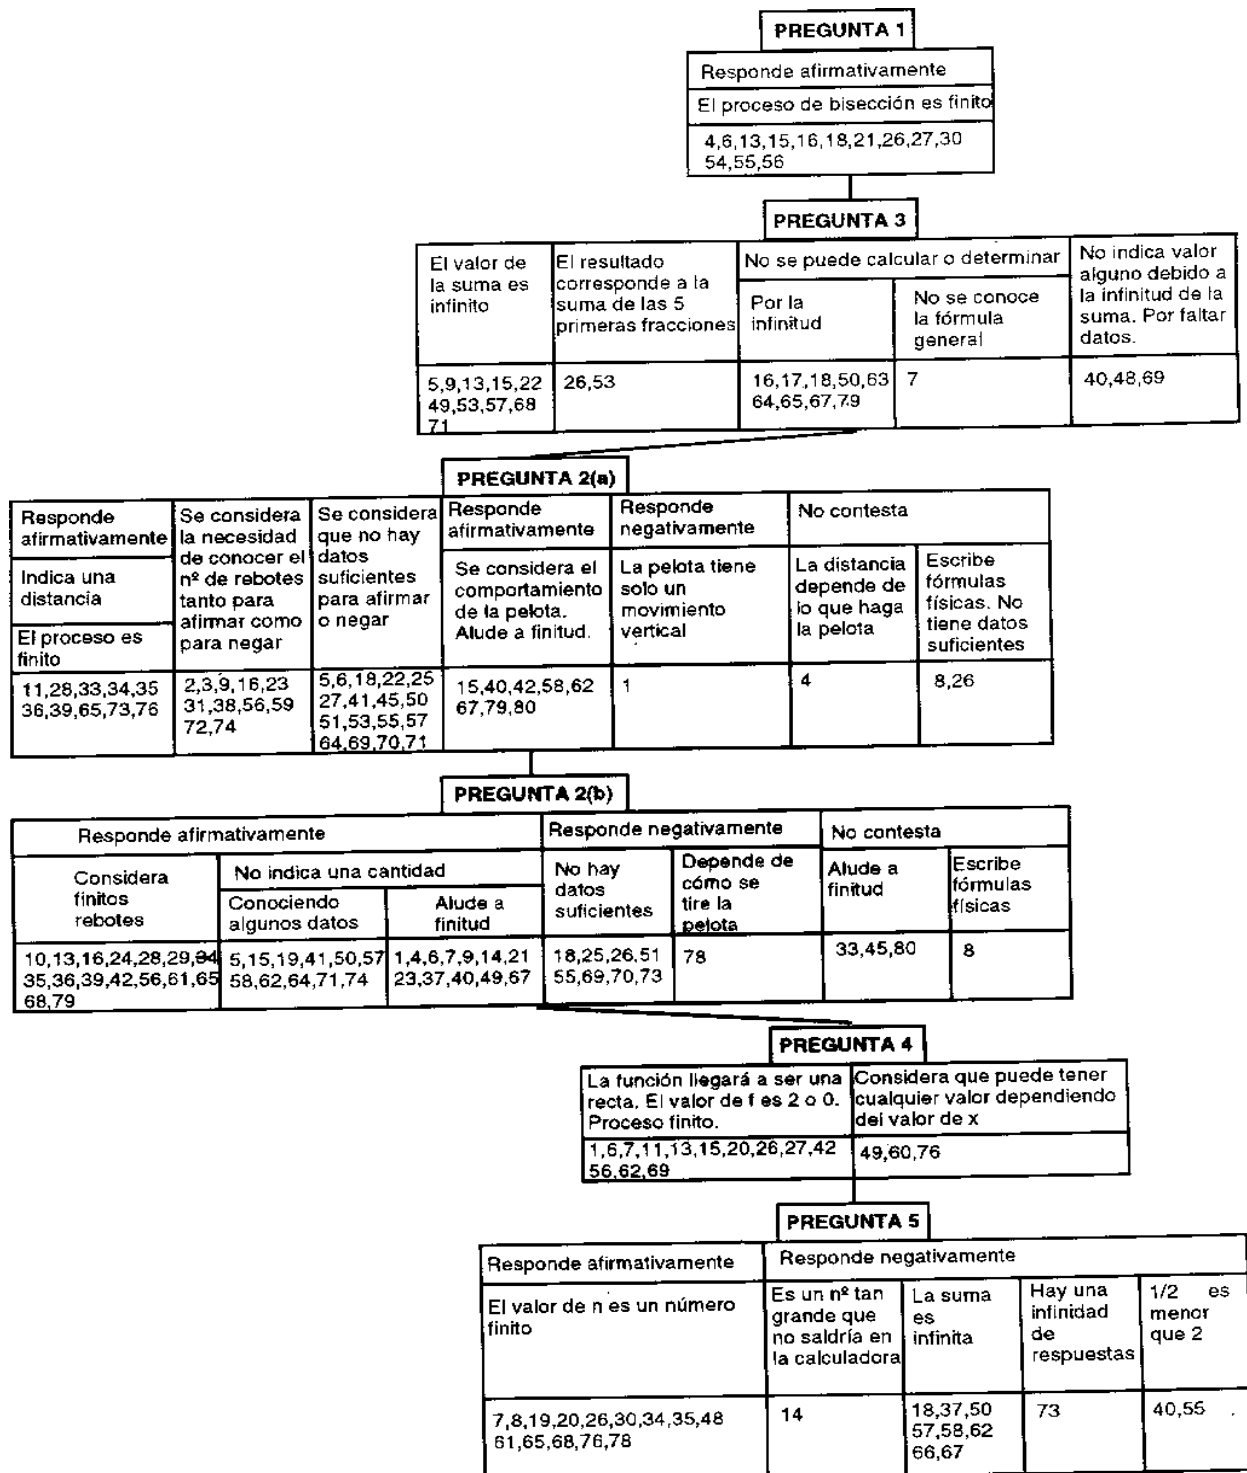 PREGUNTA 1
Responde afirmativamente
El proceso de bisección es finito
4,6,13,15,16,18,21,26,27,30
54,55,56
PREGUNTA 3
El valor de
la suma es
infinito
El resultado
corresponde a la
suma de las 5
primeras fracciones
No se puede calcular o determinar
Por la
infinitud
No se conoce
la fórmula
general
No indica valor
alguno debido a
la infinitud de la
suma. Por faltar
datos.
5,9,13,15,22
49,53,57,68
71
26,53
16,17,18,50,63
64,65,67,79
7
40,48,69
PREGUNTA 2(a)
Responde
afirmativamente
Indica una
distancia
El proceso es
finito
Se considera
la necesidad
de conocer el
nº de rebotes
tanto para
afirmar como
para negar
Se considera
que no hay
datos
suficientes
para afirmar
o negar
Responde
afirmativamente
Se considera el
comportamiento
de la pelota.
Alude a finitud.
Responde
negativamente
La pelota tiene
solo un
movimiento
vertical
No contesta
La distancia
depende de
lo que haga
la pelota
Escribe
fórmulas
físicas. No
tiene datos
suficientes
11,28,33,34,35
36,39,65,73,76
2,3,9,16,23
31,38,56,59
72,74
5,6,18,22,25
27,41,45,50
51,53,55,57
64,69,70,71
15,40,42,58,62
67,79,80
1
4
8,26
PREGUNTA 2(b)
Responde afirmativamente
Considera
finitos
rebotes
No indica una cantidad
Conociendo
algunos datos
Alude a
finitud
Responde negativamente
No hay
datos
suficientes
Depende de
cómo se
tire la
pelota
No contesta
Alude a
finitud
Escribe
fórmulas
físicas
10,13,16,24,28,29,34
35,36,39,42,56,61,65
68,79
5,15,19,41,50,57
58,62,64,71,74
1,4,6,7,9,14,21
23,37,40,49,67
18,25,26.51
55,69,70,73
78
33,45,80
8
PREGUNTA 4
La función llegará a ser una
recta. El valor de f es 2 o 0.
Proceso finito.
Considera que puede tener
cualquier valor dependiendo
del valor de x
1,6,7,11,13,15,20,26,27,42
56,62,69
49,60,76
PREGUNTA 5
Responde afirmativamente
El valor de n es un número
finito
Responde negativamente
Es un nº tan
grande que
no saldría en
la calculadora
La suma
es
infinita
Hay una
infinidad
de
respuestas
1/2 es
menor
que 2
7,8,19,20,26,30,34,35,48
61,65,68,76,78
14
18,37,50
57,58,62
66,67
73
40,55